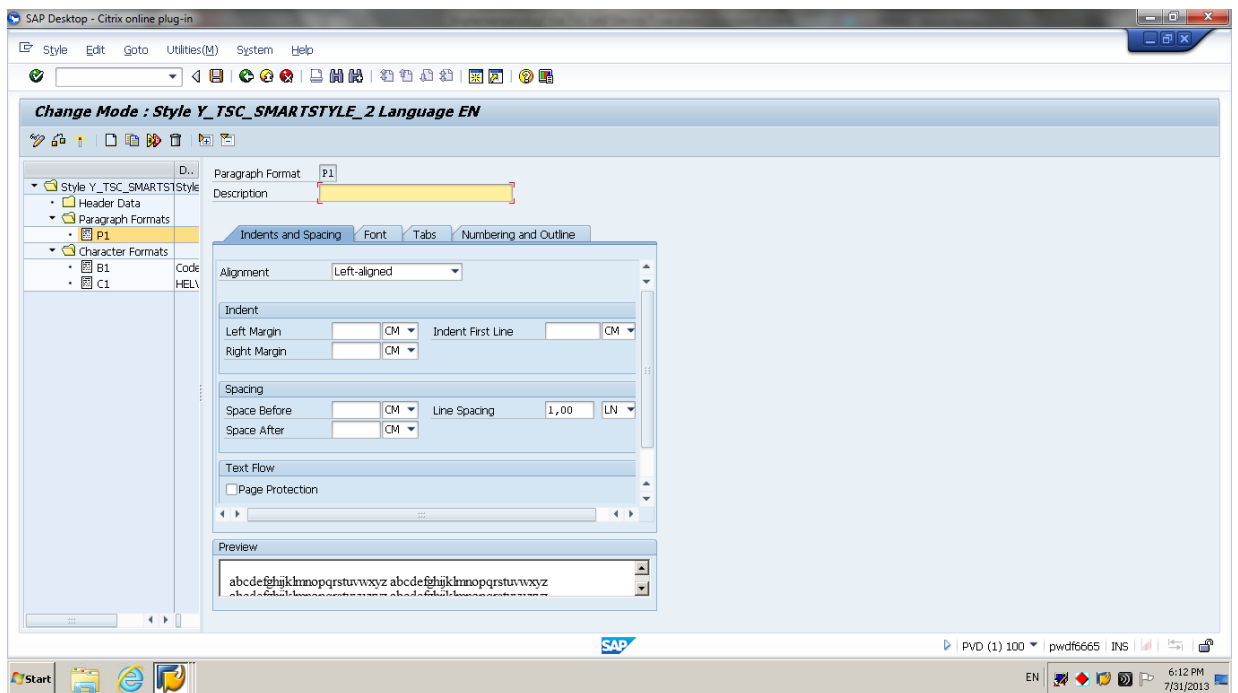 SAP Desktop - Citrix online plug-in
Style Edit Goto Utilities(M) System Help
Change Mode : Style Y_TSC_SMARTSTYLE_2 Language EN
D..
Style Y_TSC_SMARTST Style
Header Data
Paragraph Formats
P1
Character Formats
B1 Code
C1 HELV
Paragraph Format P1
Description
Indents and Spacing Font Tabs Numbering and Outline
Alignment Left-aligned
Indent
Left Margin CM Indent First Line CM
Right Margin CM
Spacing
Space Before CM Line Spacing 1,00 LN
Space After CM
Text Flow
Page Protection
Preview
abcdefghijklmnopqrstuvwxyz abcdefghijklmnopqrstuvwxyz
abcdefghijklmnopqrstuvwxyz abcdefghijklmnopqrstuvwxyz
SAP
PVD (1) 100 pwdf6665 INS
Start
EN
6:12 PM
7/31/2013